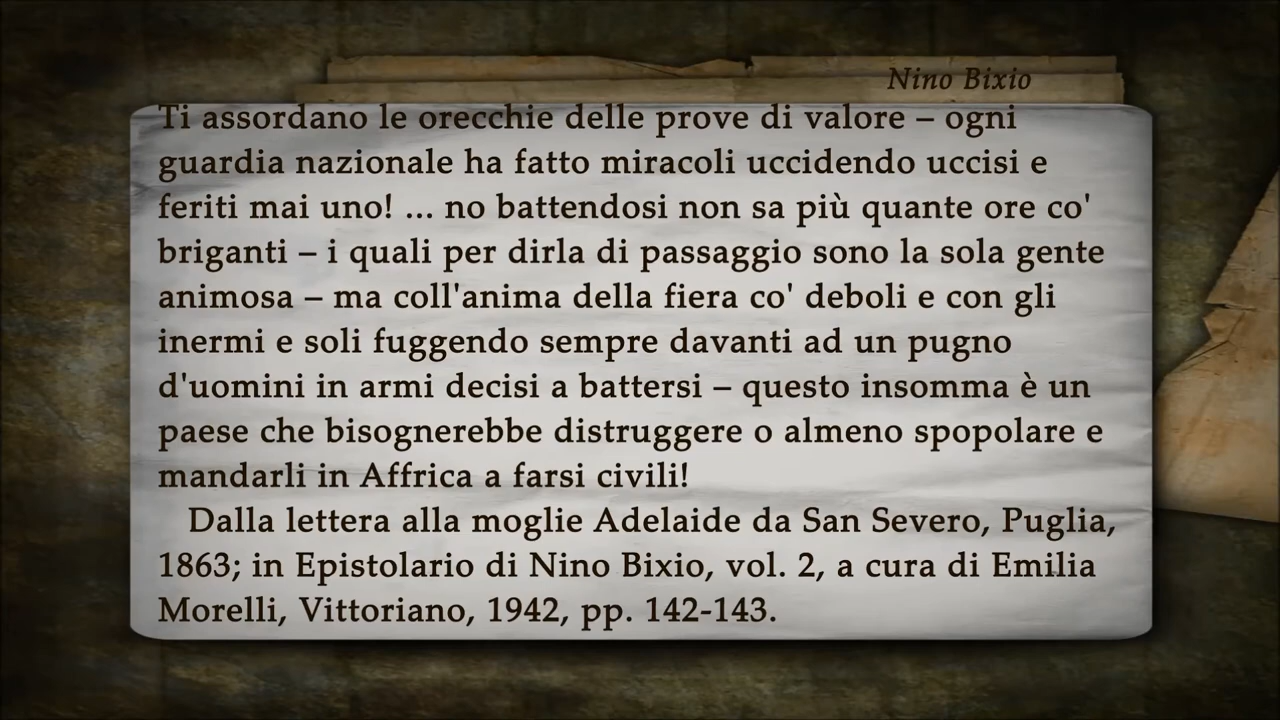 Nino Bixio
Ti assordano le orecchie delle prove di valore – ogni
guardia nazionale ha fatto miracoli uccidendo uccisi e
feriti mai uno! ... no battendosi non sa più quante ore co'
briganti – i quali per dirla di passaggio sono la sola gente
animosa – ma coll'anima della fiera co' deboli e con gli
inermi e soli fuggendo sempre davanti ad un pugno
d'uomini in armi decisi a battersi – questo insomma è un
paese che bisognerebbe distruggere o almeno spopolare e
mandarli in Affrica a farsi civili!
Dalla lettera alla moglie Adelaide da San Severo, Puglia,
1863; in Epistolario di Nino Bixio, vol. 2, a cura di Emilia
Morelli, Vittoriano, 1942, pp. 142-143.